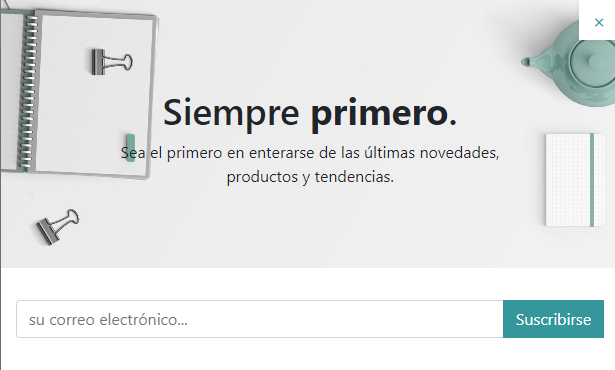 ×
Siempre primero.
Sea el primero en enterarse de las últimas novedades,
productos y tendencias.
su correo electrónico...
Suscribirse